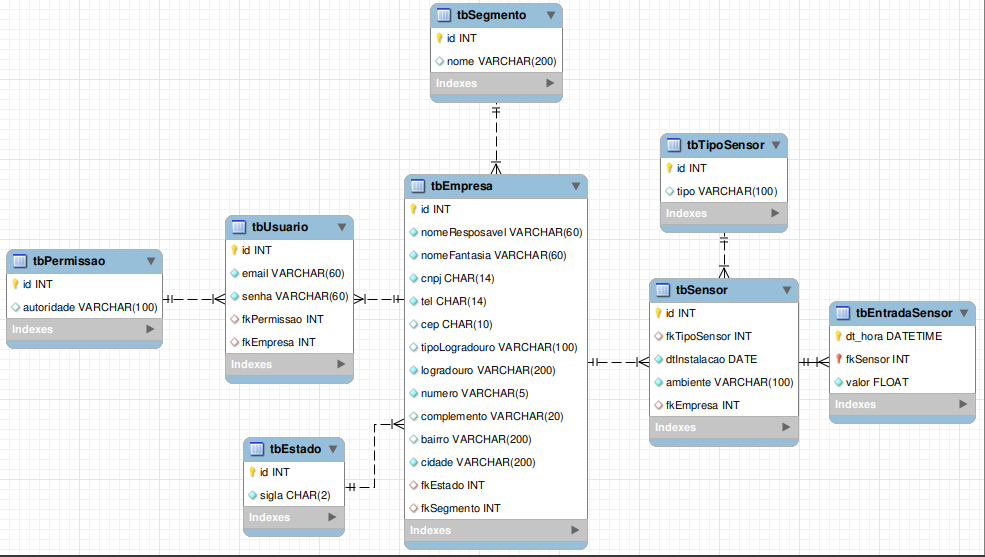 tbSegmento
id INT
nome VARCHAR(200)
Indexes
tbTipoSensor
id INT
tipo VARCHAR(100)
Indexes
tbEmpresa
id INT
nomeResposavel VARCHAR(60)
nomeFantasia VARCHAR(60)
cnpj CHAR(14)
tel CHAR(14)
cep CHAR(10)
tipoLogradouro VARCHAR(100)
logradouro VARCHAR(200)
numero VARCHAR(5)
complemento VARCHAR(20)
bairro VARCHAR(200)
cidade VARCHAR(200)
fkEstado INT
fkSegmento INT
Indexes
tbUsuario
id INT
email VARCHAR(60)
senha VARCHAR(60)
fkPermissao INT
fkEmpresa INT
Indexes
tbPermissao
id INT
autoridade VARCHAR(100)
Indexes
tbSensor
id INT
fkTipoSensor INT
dtInstalacao DATE
ambiente VARCHAR(100)
fkEmpresa INT
Indexes
tbEntradaSensor
dt_hora DATETIME
fkSensor INT
valor FLOAT
Indexes
tbEstado
id INT
sigla CHAR(2)
Indexes